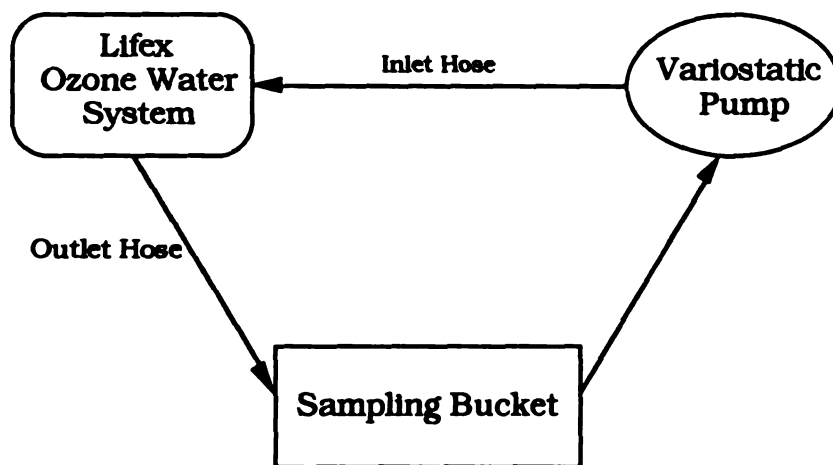 Lifex
Ozone Water
System
Inlet Hose
Variostatic
Pump
Outlet Hose
Sampling Bucket